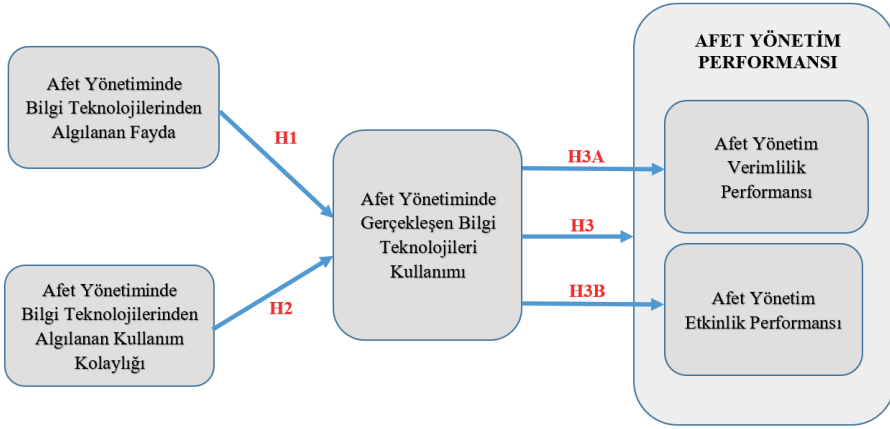 Afet Yönetiminde
Bilgi Teknolojilerinden
Algılanan Fayda
Afet Yönetiminde
Bilgi Teknolojilerinden
Algılanan Kullanım
Kolaylığı
H1
H2
Afet Yönetiminde
Gerçekleşen Bilgi
Teknolojileri
Kullanımı
H3A
H3
H3B
AFET YÖNETİM
PERFORMANSI
Afet Yönetim
Verimlilik
Performansı
Afet Yönetim
Etkinlik Performansı